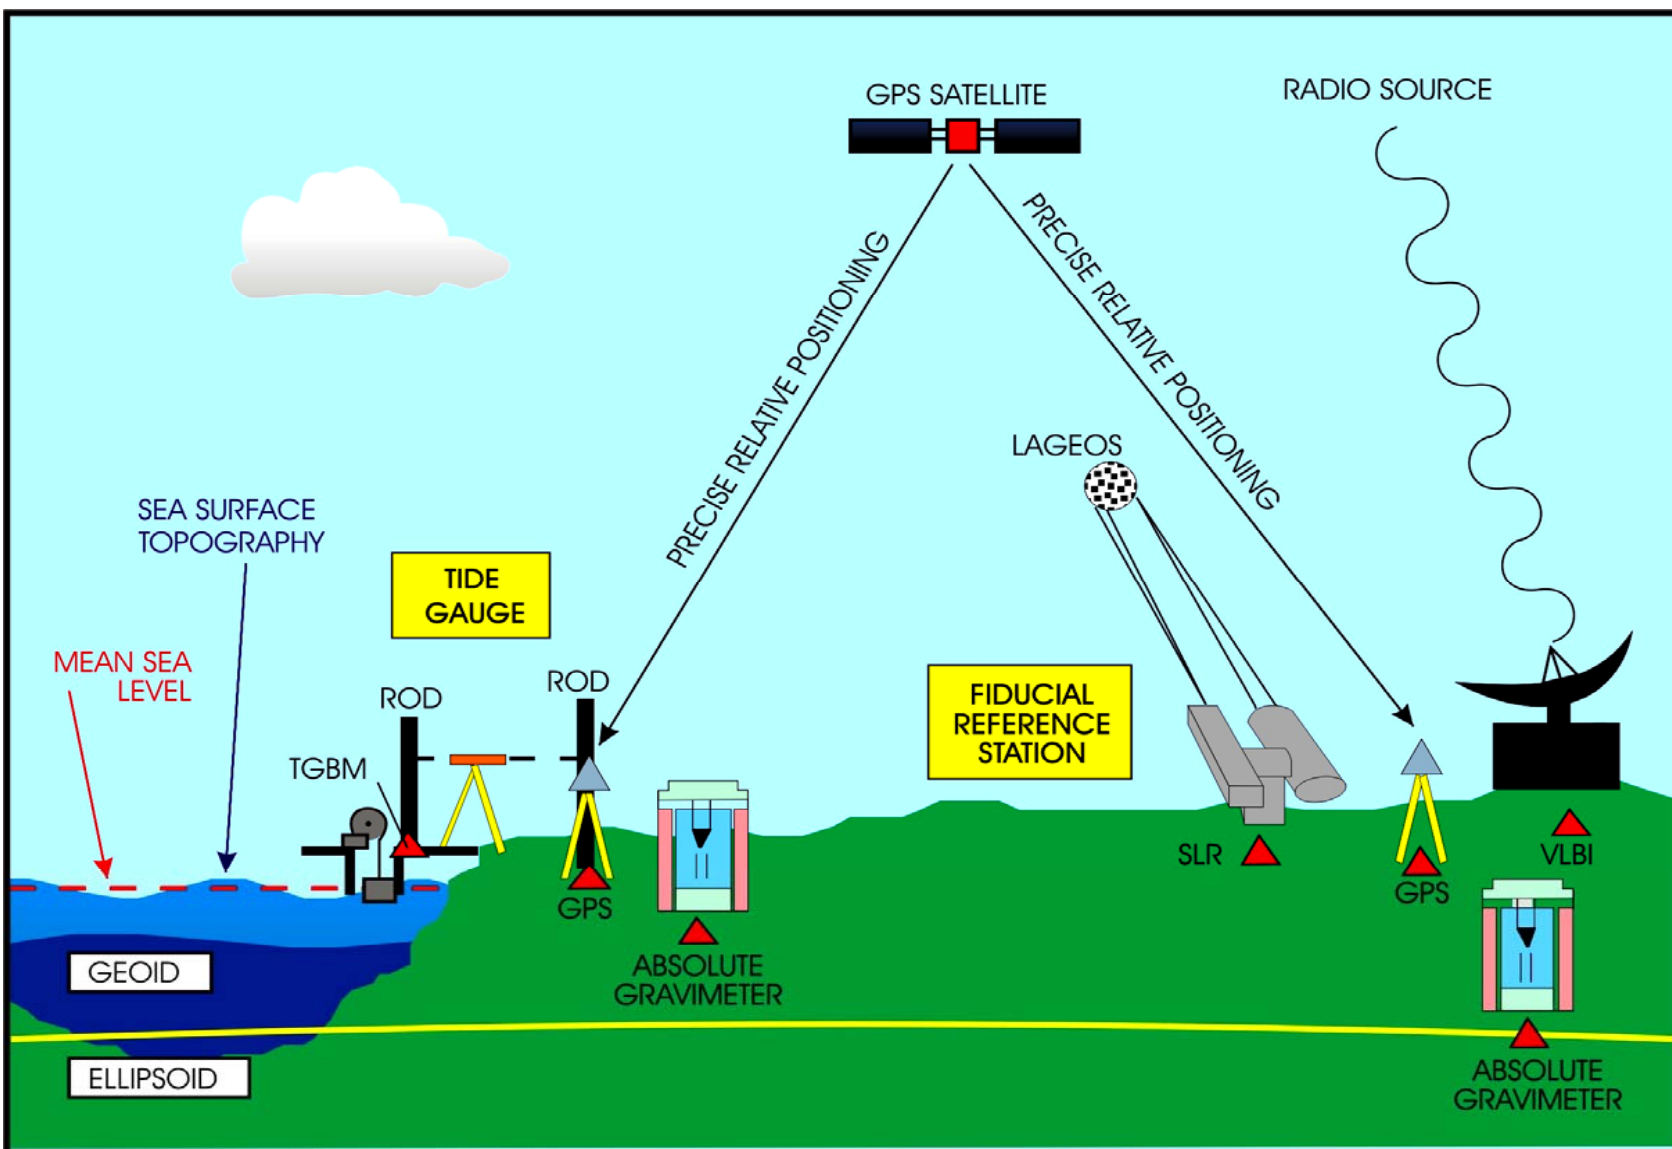 GPS SATELLITE
RADIO SOURCE
PRECISE RELATIVE POSITIONING
PRECISE RELATIVE POSITIONING
LAGEOS
SEA SURFACE
TOPOGRAPHY
TIDE
GAUGE
MEAN SEA
LEVEL
ROD
ROD
FIDUCIAL
REFERENCE
STATION
TGBM
SLR
VLBI
GPS
GPS
ABSOLUTE
GRAVIMETER
GEOID
ELLIPSOID
ABSOLUTE
GRAVIMETER